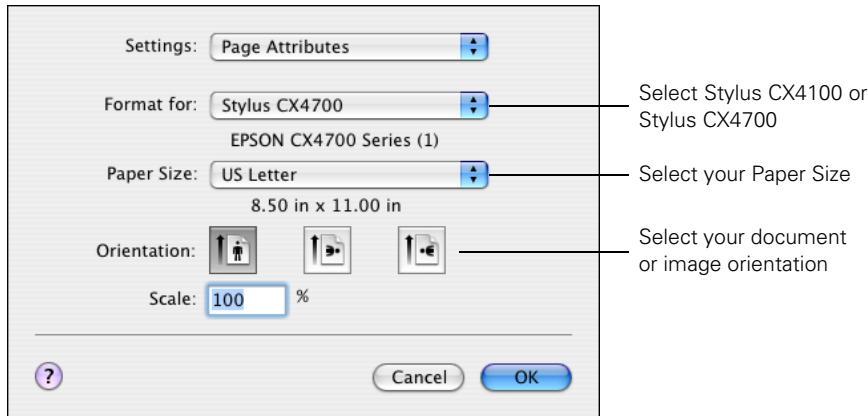 Settings: Page Attributes
Format for: Stylus CX4700
EPSON CX4700 Series (1)
Paper Size: US Letter
8.50 in x 11.00 in
Orientation:
Scale: 100 %
? Cancel OK
Select Stylus CX4100 or
Stylus CX4700
Select your Paper Size
Select your document
or image orientation